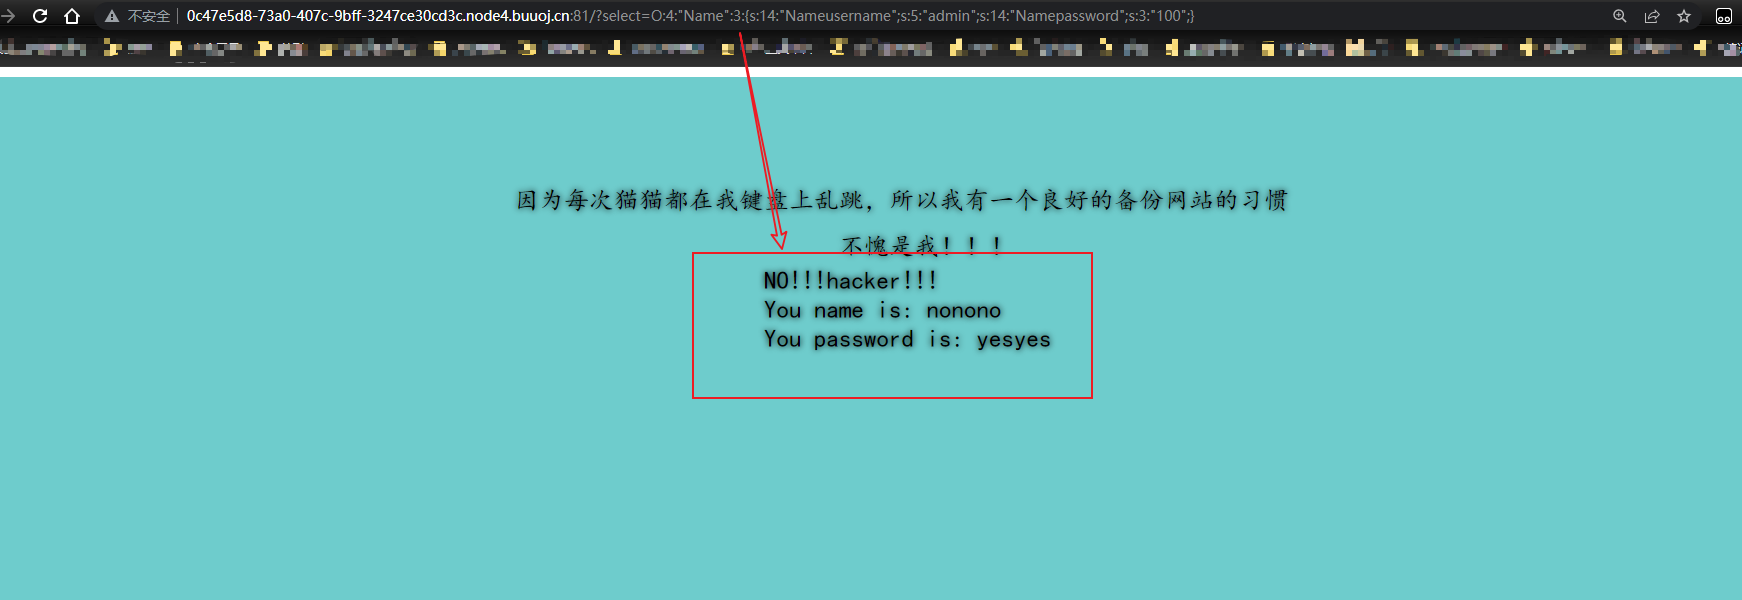 不安全 0c47e5d8-73a0-407c-9bff-3247ce30cd3c.node4.buuoj.cn:81/?select=O:4:"Name":3:{s:14:"Nameusername";s:5:"admin";s:14:"Namepassword";s:3:"100";}
因为每次猫猫都在我键盘上乱跳，所以我有一个良好的备份网站的习惯
不愧是我！！！
NO!!!hacker!!!
You name is: nonono
You password is: yesyes